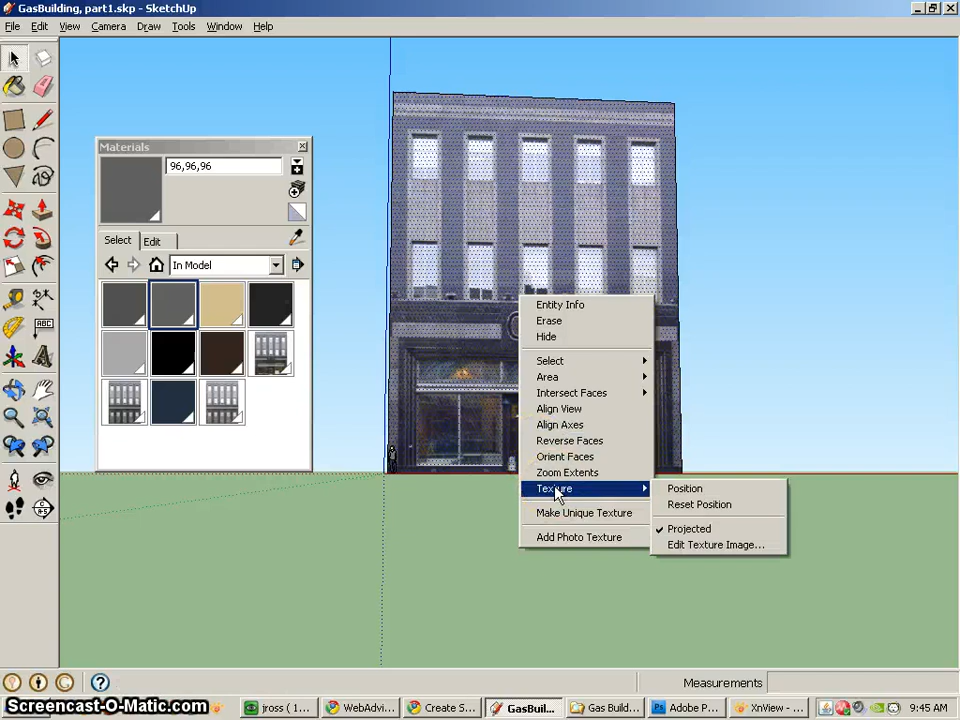 GasBuilding, part1.skp - SketchUp
File Edit View Camera Draw Tools Window Help
Materials
96,96,96
Select Edit
In Model
ABC
Entity Info
Erase
Hide
Select
Area
Intersect Faces
Align View
Align Axes
Reverse Faces
Orient Faces
Zoom Extents
Texture
Position
Reset Position
Make Unique Texture
Projected
Add Photo Texture
Edit Texture Image...
Measurements
Screencast-O-Matic.com
jross ( 1... WebAdvi... Create S... GasBuil... Gas Build... Adobe P... XnView - ... 9:45 AM